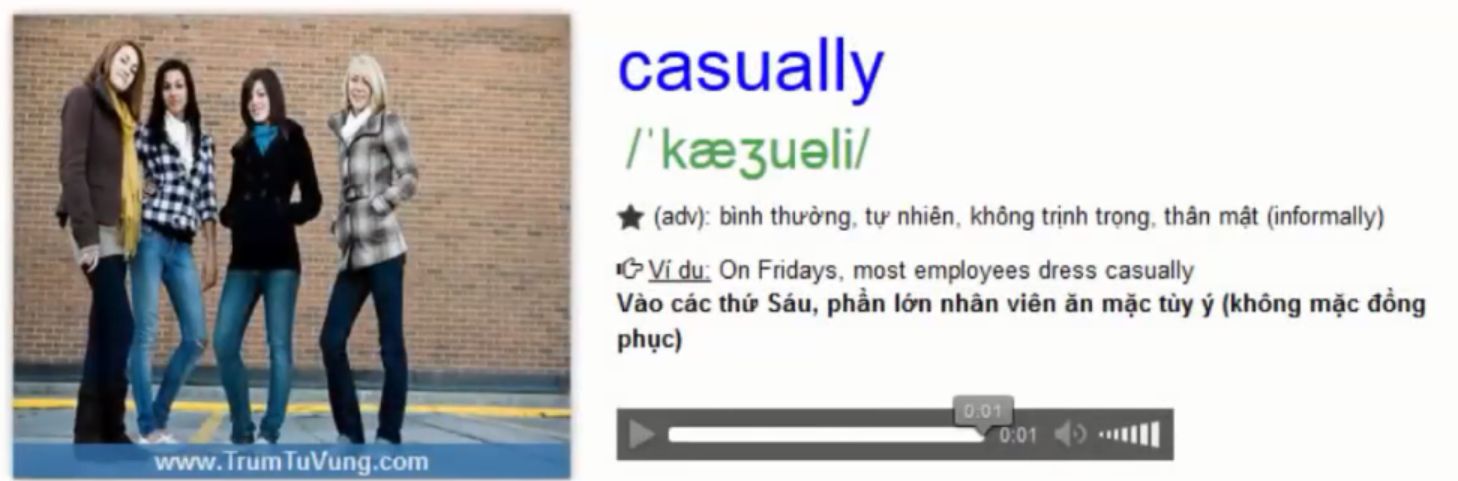 casually
/ˈkæʒuəli/
(adv): bình thường, tự nhiên, không trịnh trọng, thân mật (informally)
Ví du: On Fridays, most employees dress casually
Vào các thứ Sáu, phần lớn nhân viên ăn mặc tùy ý (không mặc đồng
phục)
0:01
0:01
www.TrumTuVung.com